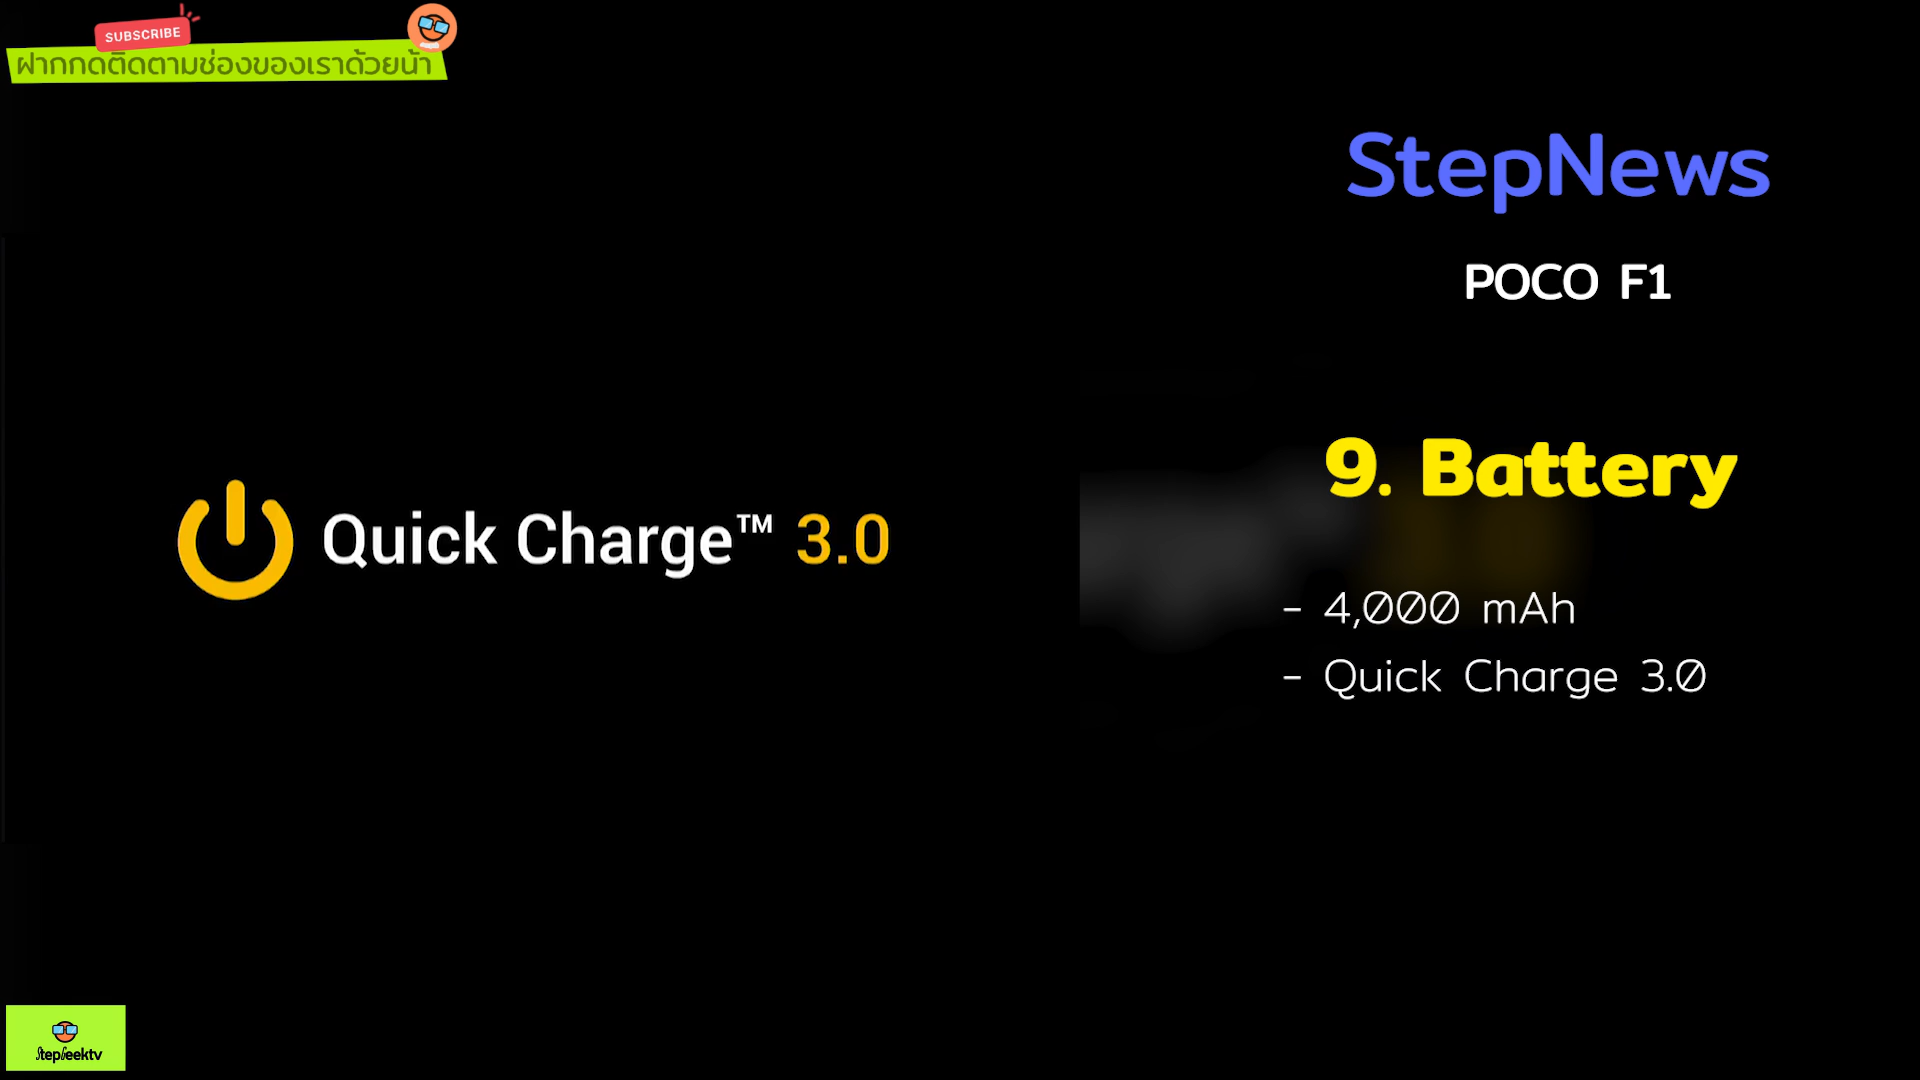 SUBSCRIBE
ฝากกดติดตามช่องของเราด้วยน้า
StepNews
POCO F1
9. Battery
- 4,000 mAh
- Quick Charge 3.0
Quick Charge™ 3.0
StepGeektv